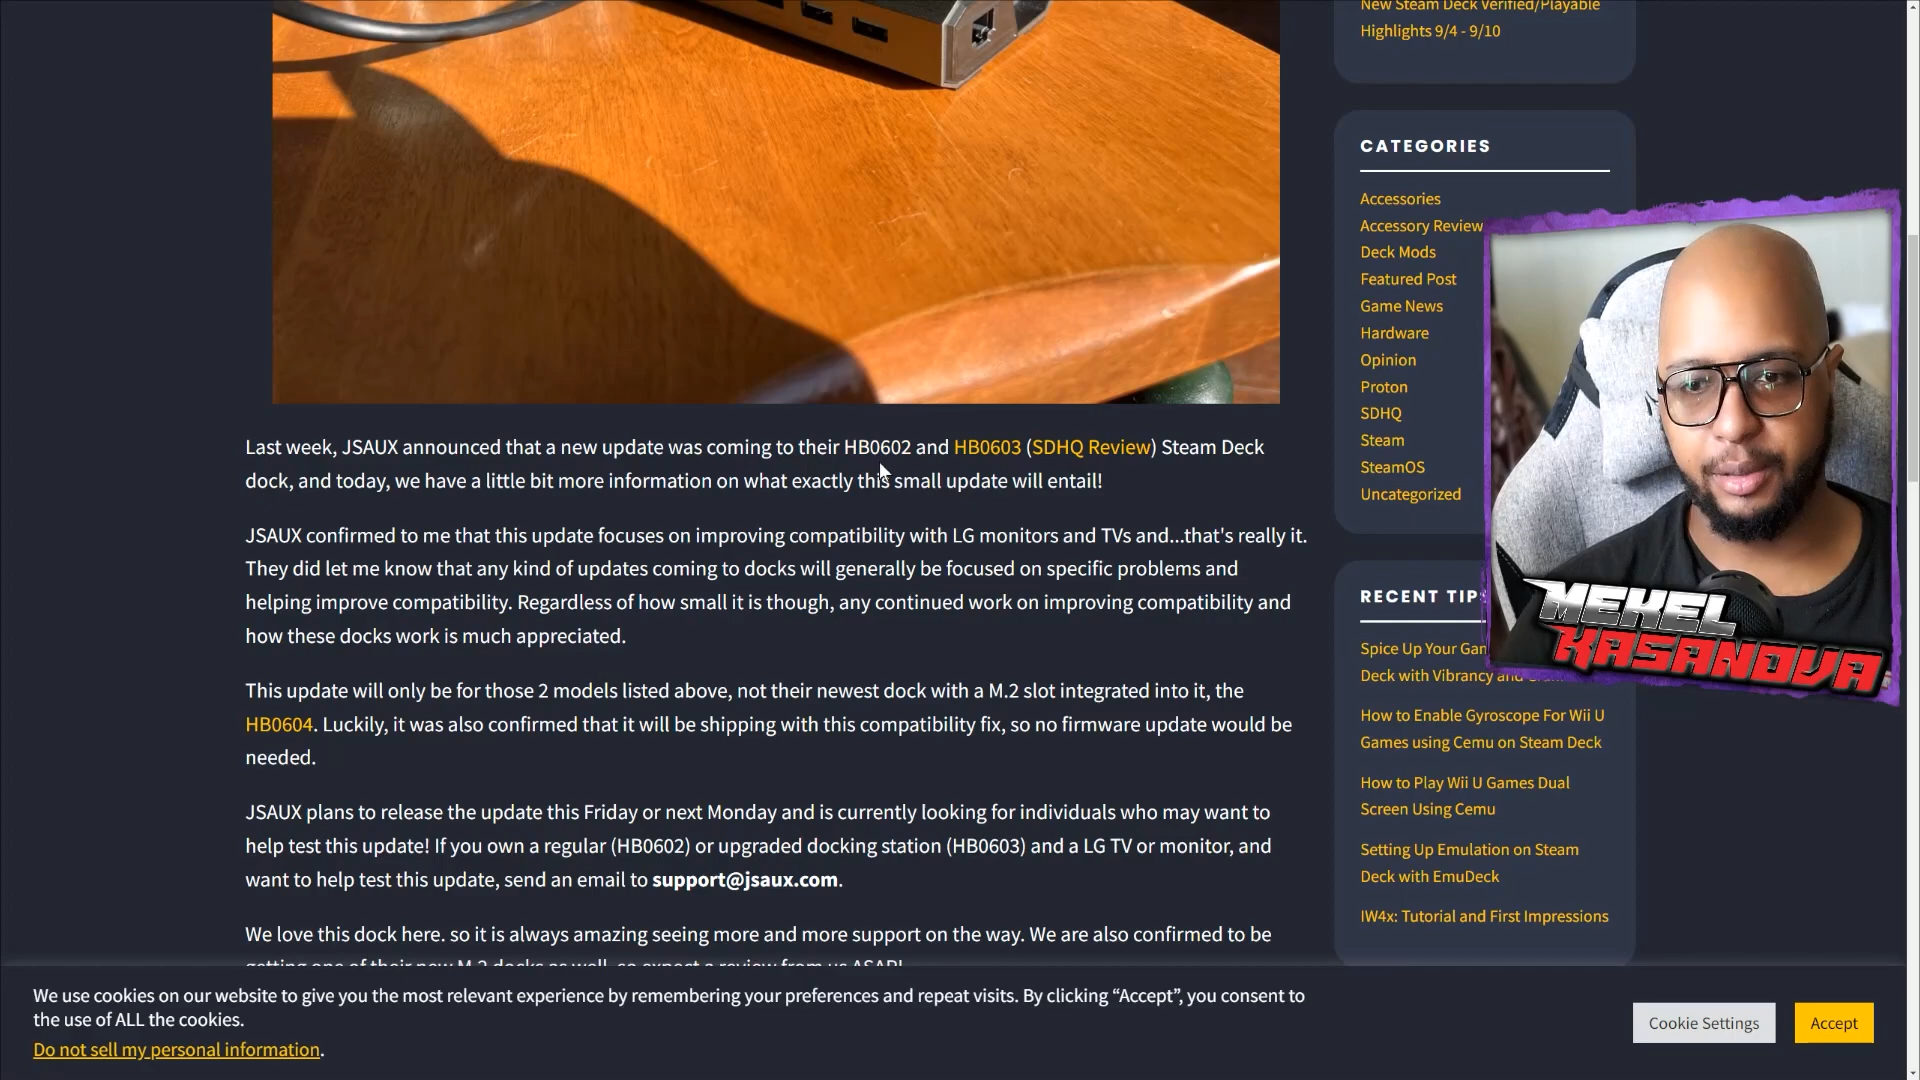 New Steam Deck Verified/Playable
Highlights 9/4 - 9/10
CATEGORIES
Accessories
Accessory Review
Deck Mods
Featured Post
Game News
Hardware
Opinion
Proton
SDHQ
Steam
SteamOS
Uncategorized
Last week, JSAUX announced that a new update was coming to their HB0602 and HB0603 (SDHQ Review) Steam Deck
dock, and today, we have a little bit more information on what exactly this small update will entail!
JSAUX confirmed to me that this update focuses on improving compatibility with LG monitors and TVs and...that's really it.
They did let me know that any kind of updates coming to docks will generally be focused on specific problems and
helping improve compatibility. Regardless of how small it is though, any continued work on improving compatibility and
how these docks work is much appreciated.
This update will only be for those 2 models listed above, not their newest dock with a M.2 slot integrated into it, the
HB0604. Luckily, it was also confirmed that it will be shipping with this compatibility fix, so no firmware update would be
needed.
JSAUX plans to release the update this Friday or next Monday and is currently looking for individuals who may want to
help test this update! If you own a regular (HB0602) or upgraded docking station (HB0603) and a LG TV or monitor, and
want to help test this update, send an email to support@jsaux.com.
We love this dock here. so it is always amazing seeing more and more support on the way. We are also confirmed to be
getting one of their new M.2 docks as well, so expect a review from us ASAP!
RECENT TIPS
Spice Up Your Gam
Deck with Vibrancy and
How to Enable Gyroscope For Wii U
Games using Cemu on Steam Deck
How to Play Wii U Games Dual
Screen Using Cemu
Setting Up Emulation on Steam
Deck with EmuDeck
IW4x: Tutorial and First Impressions
MEKEL
KASANOVA
We use cookies on our website to give you the most relevant experience by remembering your preferences and repeat visits. By clicking “Accept”, you consent to
the use of ALL the cookies.
Do not sell my personal information.
Cookie Settings
Accept